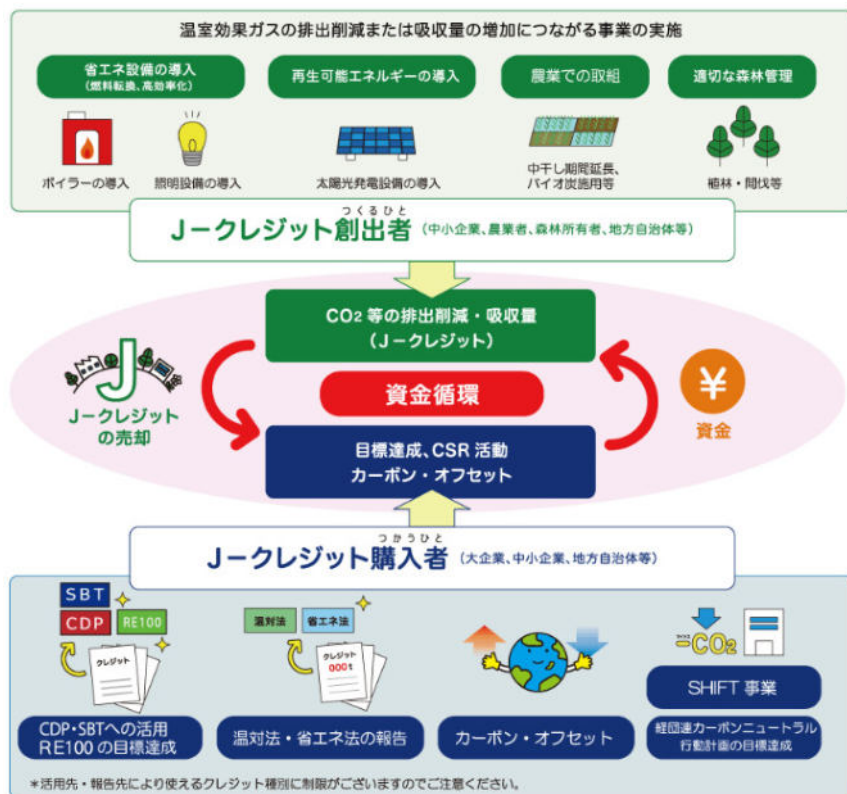 温室効果ガスの排出削減または吸収量の増加につながる事業の実施
省エネ設備の導入
(燃料転換、高効率化)
再生可能エネルギーの導入
農業での取組
適切な森林管理
ボイラーの導入
照明設備の導入
太陽光発電設備の導入
中干し期間延長、
バイオ炭施用等
植林・間伐等
つくるひと
J－クレジット創出者(中小企業、農業者、森林所有者、地方自治体等)
CO2 等の排出削減・吸収量
(J－クレジット)
J
J－クレジット
の売却
資金循環
¥
資金
目標達成、CSR 活動
カーボン・オフセット
つかうひと
J－クレジット購入者(大企業、中小企業、地方自治体等)
SBT
CDP
RE100
クレジット
CDP・SBTへの活用
RE100 の目標達成
温対法
省エネ法
クレジット
000t
温対法・省エネ法の報告
カーボン・オフセット
マイナス
-CO2
SHIFT 事業
経団連カーボンニュートラル
行動計画の目標達成
＊活用先・報告先により使えるクレジット種別に制限がございますのでご注意ください。